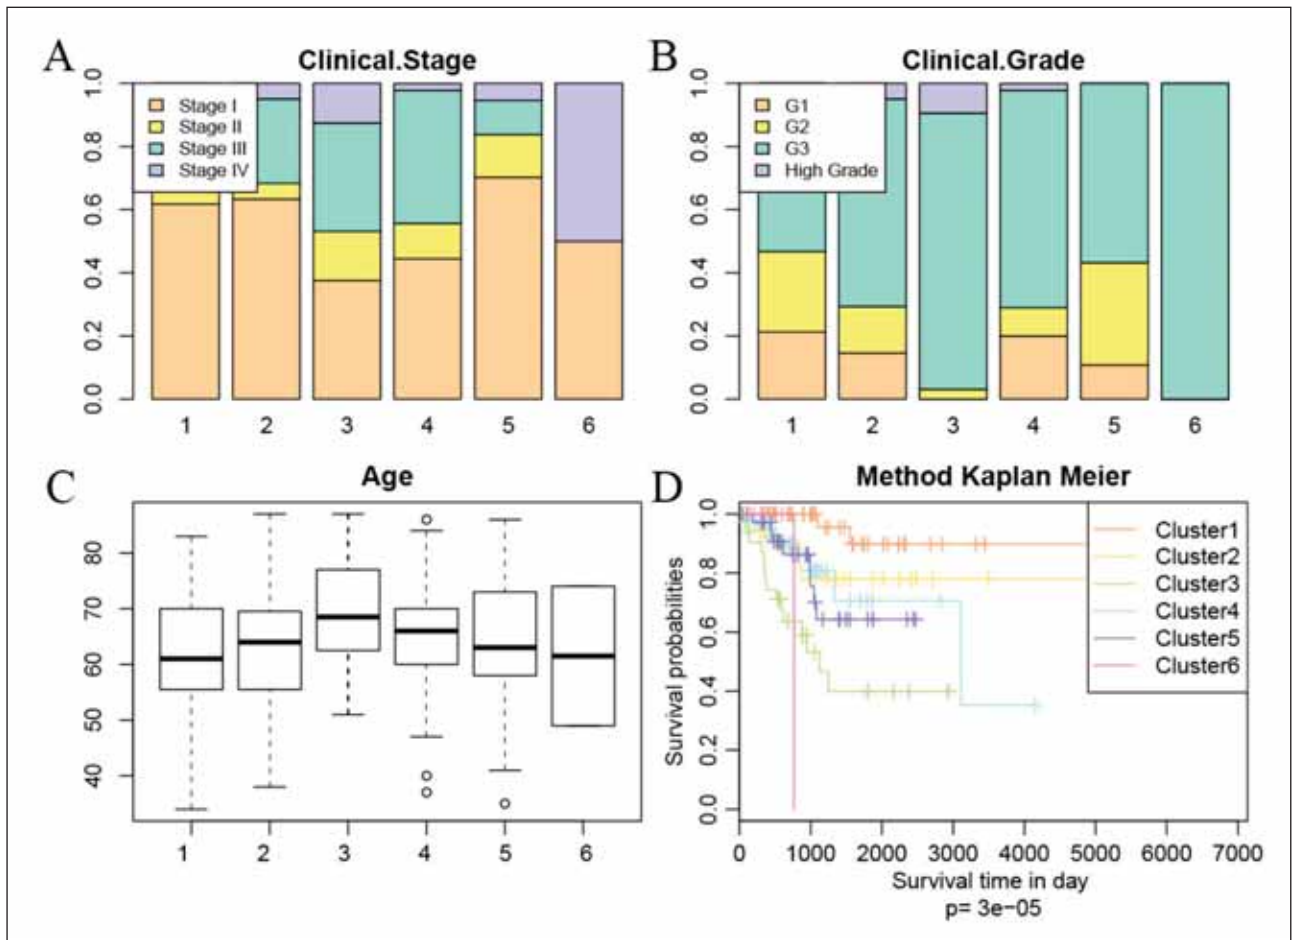 A
Clinical.Stage
1.0
0.8
0.6
0.4
0.2
0.0
Stage I
Stage II
Stage III
Stage IV
1 2 3 4 5 6
B
Clinical.Grade
1.0
0.8
0.6
0.4
0.2
0.0
G1
G2
G3
High Grade
1 2 3 4 5 6
C
Age
80
70
60
50
40
1 2 3 4 5 6
D
Method Kaplan Meier
Survival probabilities
1.0
0.8
0.6
0.4
0.2
0.0
Cluster1
Cluster2
Cluster3
Cluster4
Cluster5
Cluster6
0 1000 2000 3000 4000 5000 6000 7000
Survival time in day
p= 3e−05